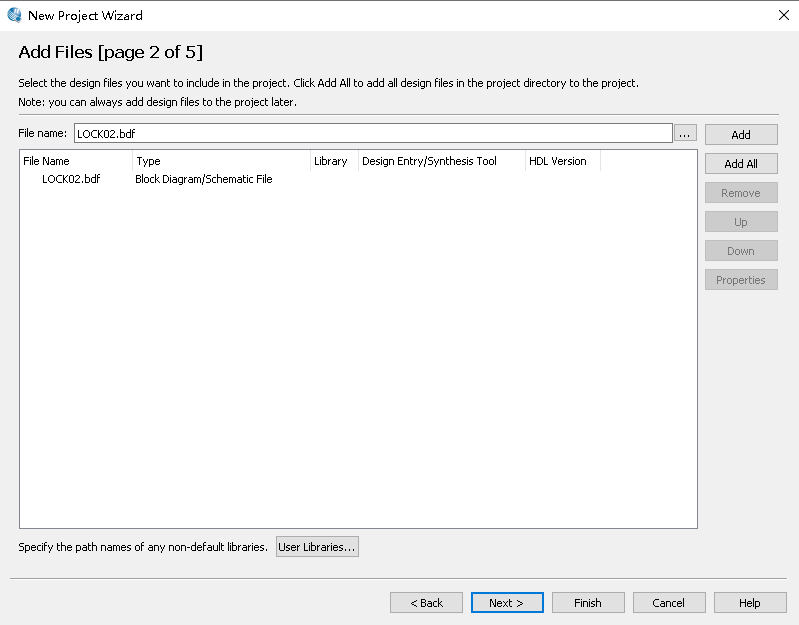 New Project Wizard
Add Files [page 2 of 5]
Select the design files you want to include in the project. Click Add All to add all design files in the project directory to the project.
Note: you can always add design files to the project later.
File name: LOCK02.bdf ... Add
File Name Type Library Design Entry/Synthesis Tool HDL Version Add All
LOCK02.bdf Block Diagram/Schematic File
Remove
Up
Down
Properties
Specify the path names of any non-default libraries. User Libraries...
< Back Next > Finish Cancel Help